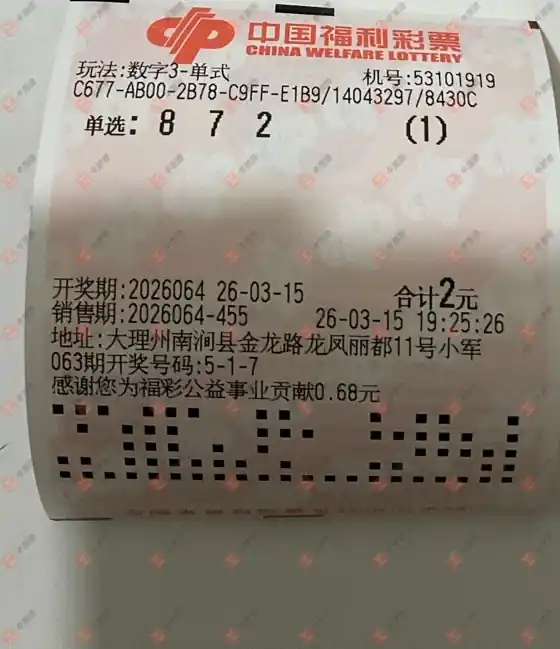 中国福利彩票
CHINA WELFARE LOTTERY
玩法:数字3-单式 机号:53101919
C677-AB00-2B78-C9FF-E1B9/14043297/8430C
单选: 8 7 2 (1)
开奖期:2026064 26-03-15 合计2元
销售期:2026064-455 26-03-15 19:25:26
地址:大理州南涧县金龙路龙凤丽都11号小军
063期开奖号码:5-1-7
感谢您为福彩公益事业贡献0.68元